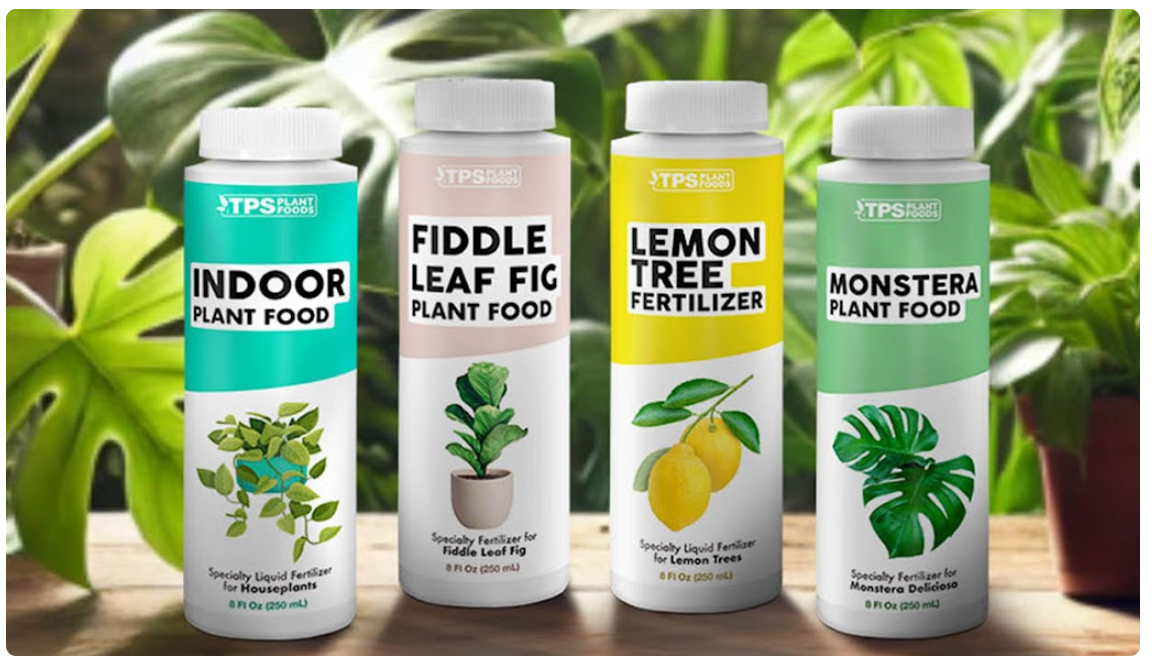 TPS PLANT FOODS
INDOOR
PLANT FOOD
Specialty Liquid Fertilizer
for Houseplants
8 Fl Oz (250 mL)
TPS PLANT FOODS
FIDDLE
LEAF FIG
PLANT FOOD
Specialty Fertilizer for
Fiddle Leaf Fig
8 Fl Oz (250 mL)
TPS PLANT FOODS
LEMON
TREE
FERTILIZER
Specialty Liquid Fertilizer
for Lemon Trees
8 Fl Oz (250 mL)
TPS PLANT FOODS
MONSTERA
PLANT FOOD
Specialty Fertilizer for
Monstera Deliciosa
8 Fl Oz (250 mL)